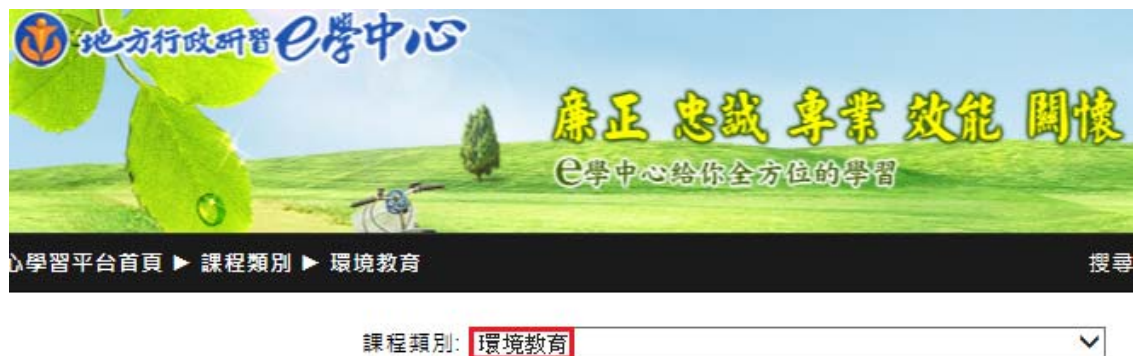 地方行政研習e學中心
廉正 忠誠 專業 效能 關懷
e學中心給你全方位的學習
心學習平台首頁 ► 課程類別 ► 環境教育 搜尋
課程類別: 環境教育